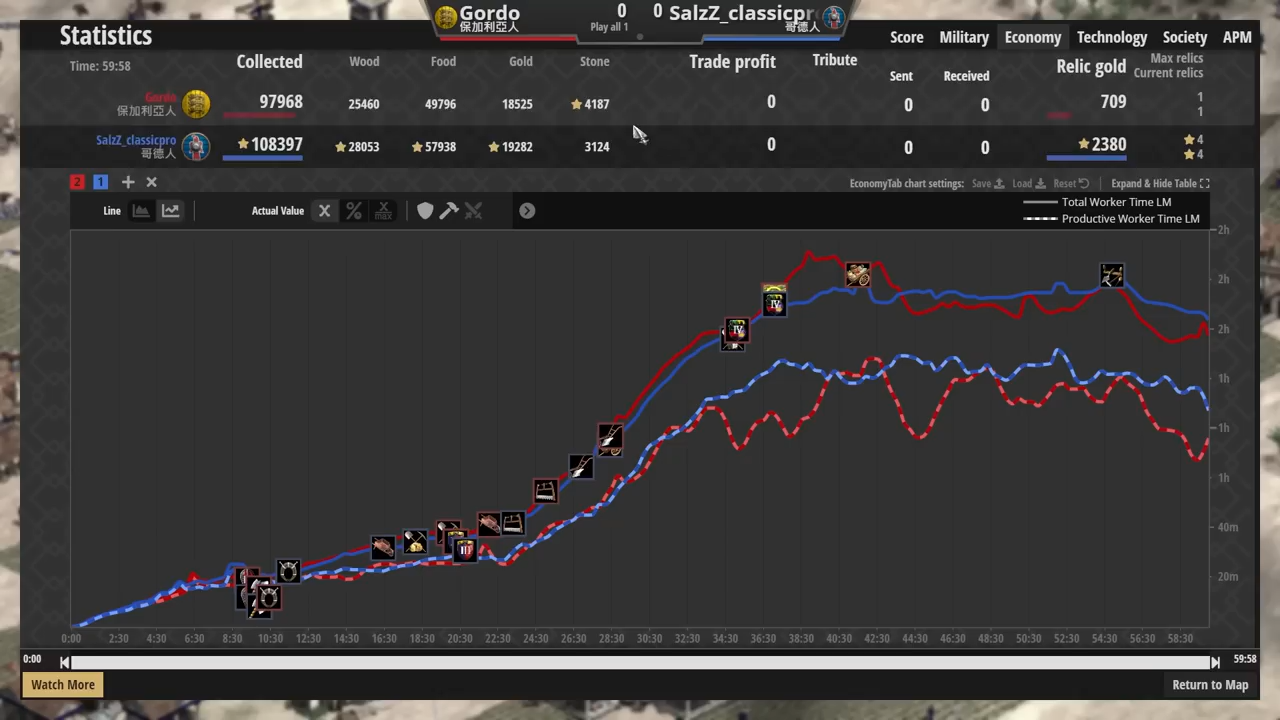 Gordo
0
0
SalzZ_classicpr
保加利亞人
Play all 1
哥德人
Statistics
Score
Military
Economy
Technology
Society
APM
Time: 59:58
Collected
Wood
Food
Gold
Stone
Trade profit
Tribute
Sent
Received
Relic gold
Max relics
Current relics
Gordo
保加利亞人
97968
25460
49796
18525
4187
0
0
0
709
1
1
SalzZ_classicpro
哥德人
108397
28053
57938
19282
3124
0
0
0
2380
4
4
2
1
EconomyTab chart settings:
Save
Load
Reset
Expand & Hide Table
Line
Actual Value
X
%
X
max
Total Worker Time LM
Productive Worker Time LM
2h
2h
2h
1h
1h
1h
40m
20m
IV
IV
III
0:00
2:30
4:30
6:30
8:30
10:30
12:30
14:30
16:30
18:30
20:30
22:30
24:30
26:30
28:30
30:30
32:30
34:30
36:30
38:30
40:30
42:30
44:30
46:30
48:30
50:30
52:30
54:30
56:30
58:30
0:00
59:58
Watch More
Return to Map